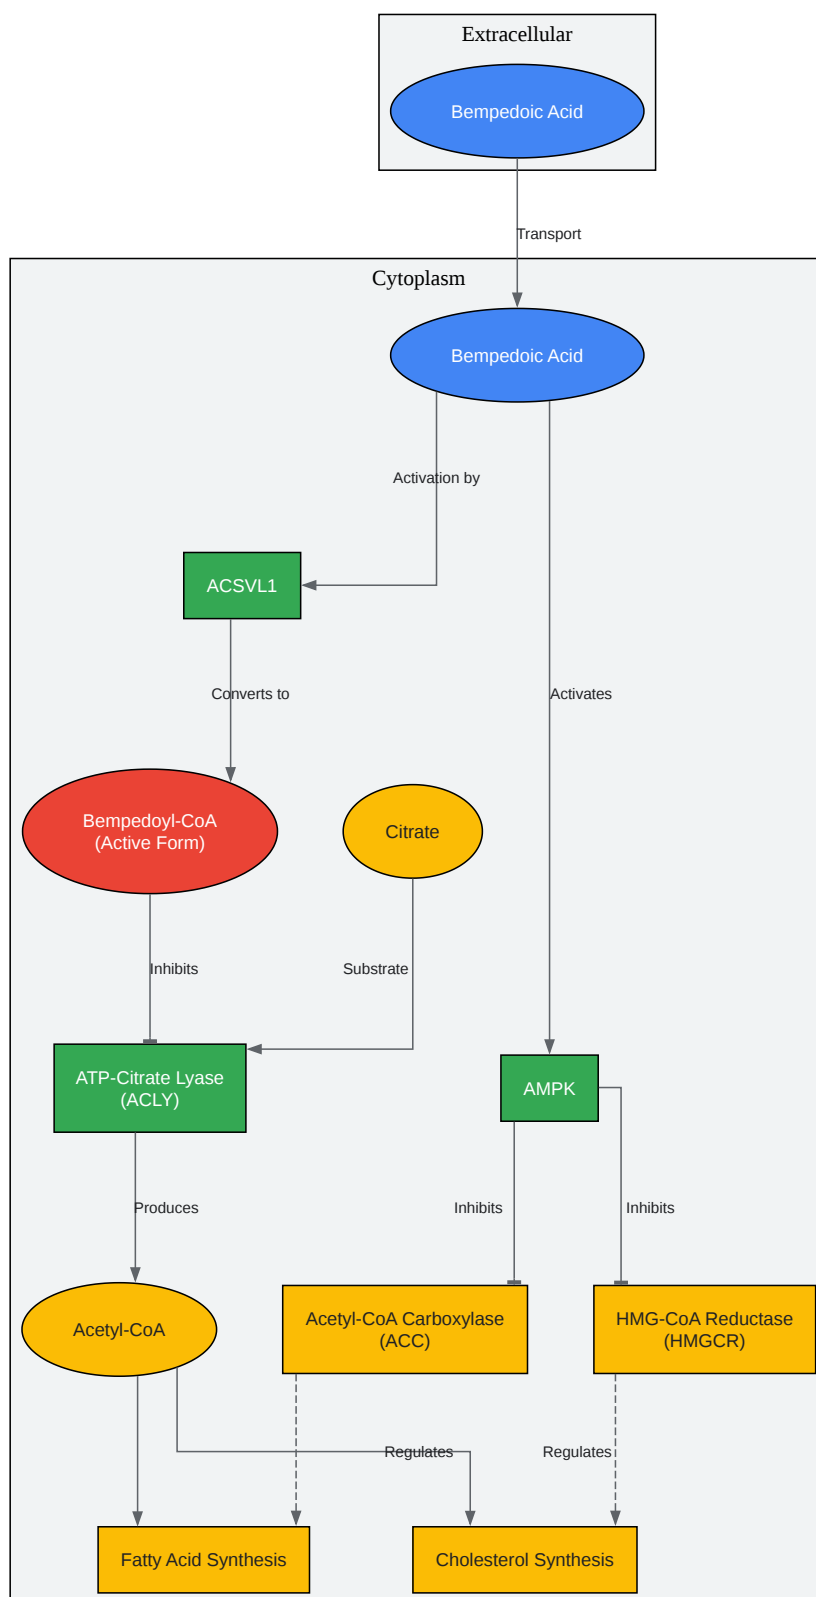 Extracellular
Bempedoic Acid
Transport
Cytoplasm
Bempedoic Acid
Activation by
ACSVL1
Converts to
Activates
Bempedoyl-CoA
(Active Form)
Citrate
Inhibits
Substrate
ATP-Citrate Lyase
(ACLY)
AMPK
Produces
Inhibits
Inhibits
Acetyl-CoA
Acetyl-CoA Carboxylase
(ACC)
HMG-CoA Reductase
(HMGCR)
Regulates
Regulates
Fatty Acid Synthesis
Cholesterol Synthesis